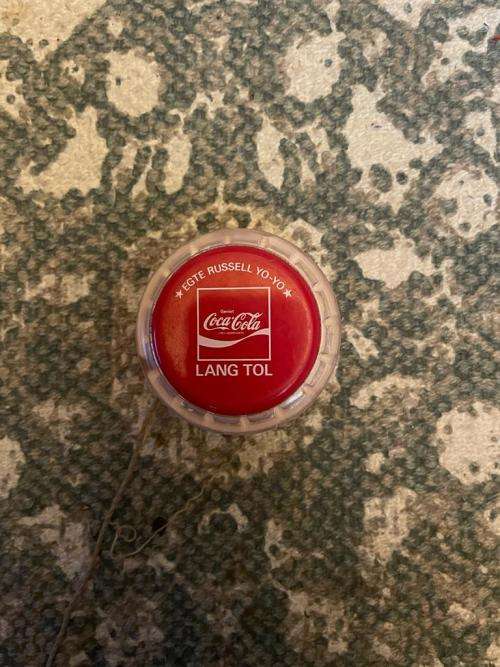 ★ EGTE RUSSELL YO-YO ★
Coca-Cola
LANG TOL